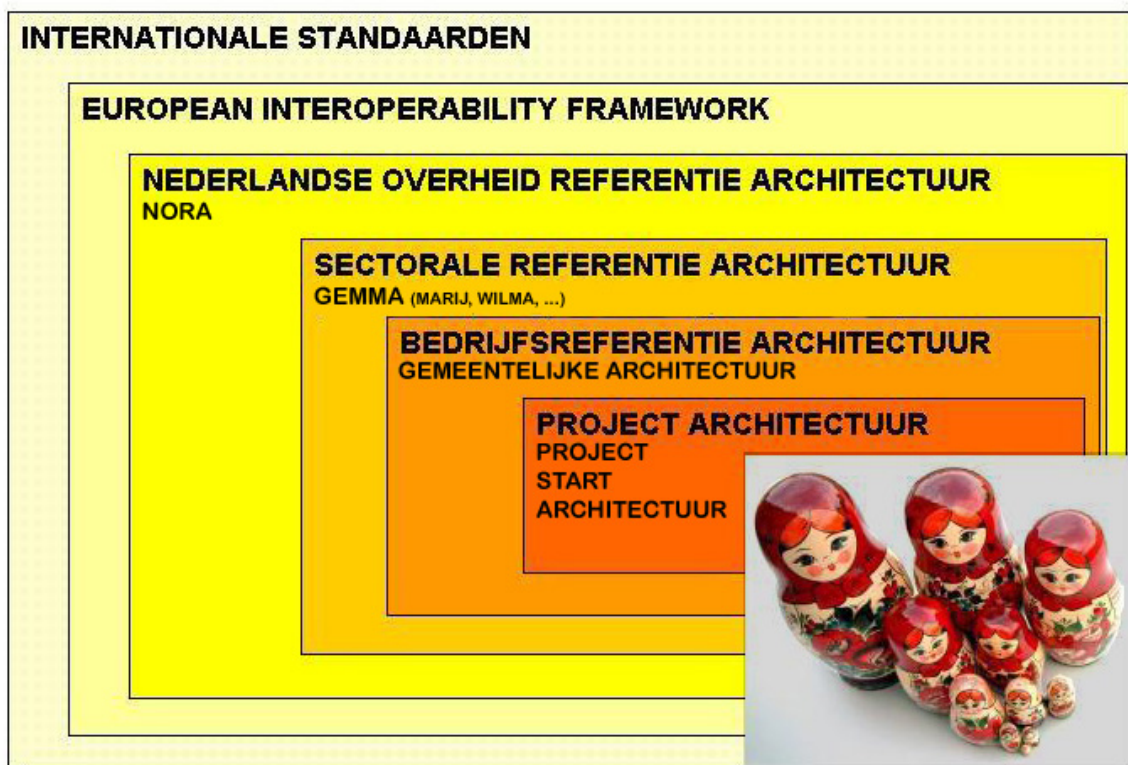 INTERNATIONALE STANDAARDEN
EUROPEAN INTEROPERABILITY FRAMEWORK
NEDERLANDSE OVERHEID REFERENTIE ARCHITECTUUR
NORA
SECTORALE REFERENTIE ARCHITECTUUR
GEMMA (MARIJ, WILMA, ...)
BEDRIJFSREFERENTIE ARCHITECTUUR
GEMEENTELIJKE ARCHITECTUUR
PROJECT ARCHITECTUUR
PROJECT
START
ARCHITECTUUR